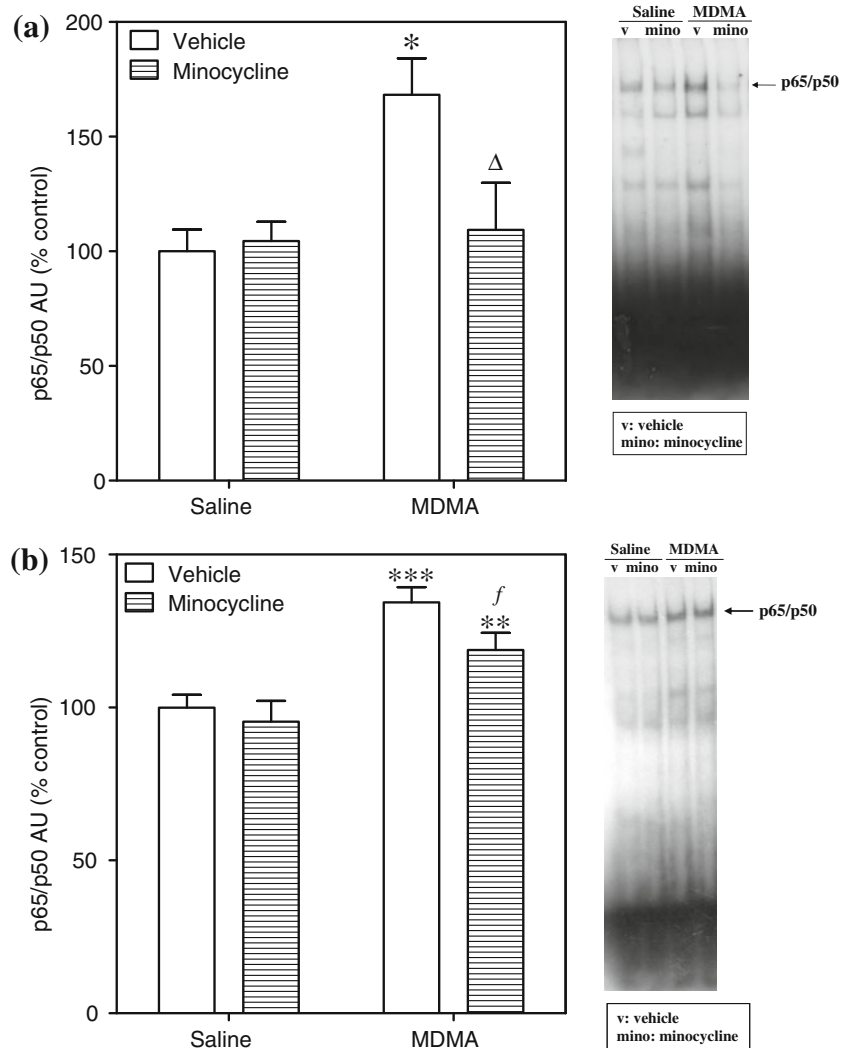 (a)
200
150
100
50
0
p65/p50 AU (% control)
Vehicle
Minocycline
*
Δ
Saline
MDMA
Saline MDMA
v mino v mino
p65/p50
v: vehicle
mino: minocycline
(b)
150
100
50
0
p65/p50 AU (% control)
Vehicle
Minocycline
***
f
**
Saline
MDMA
Saline MDMA
v mino v mino
p65/p50
v: vehicle
mino: minocycline